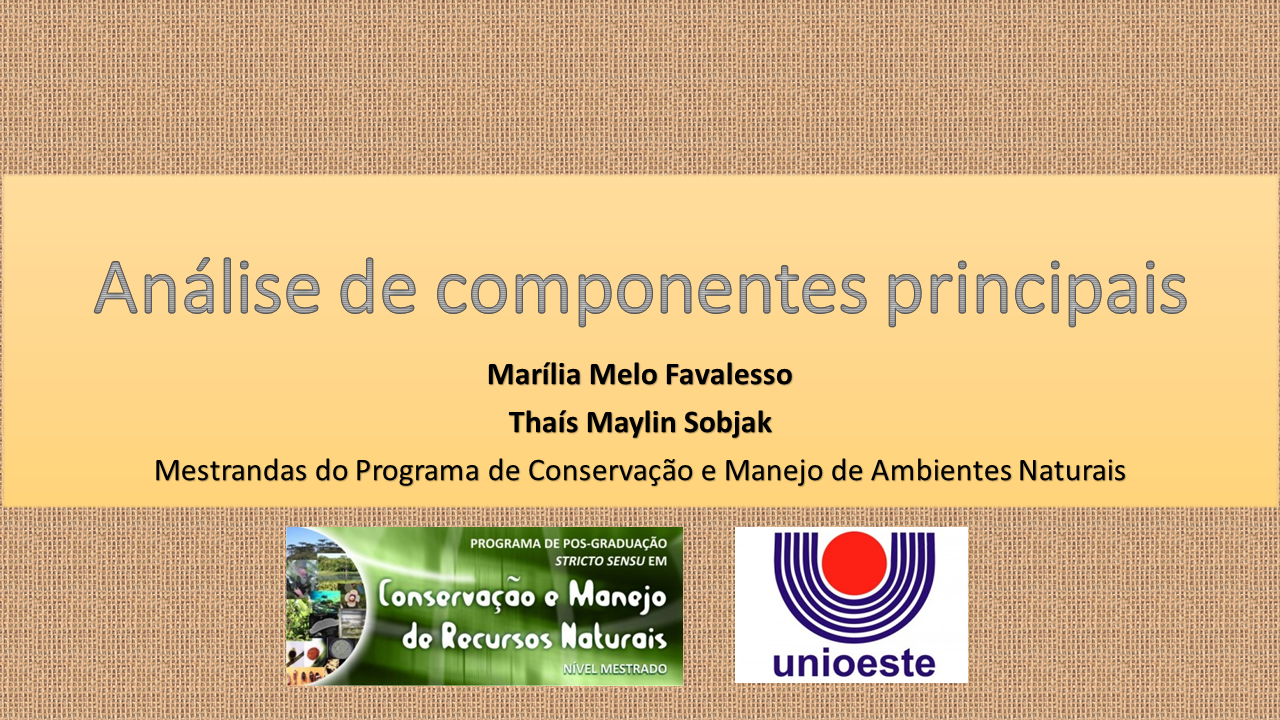 Análise de componentes principais
Marília Melo Favalesso
Thaís Maylin Sobjak
Mestrandas do Programa de Conservação e Manejo de Ambientes Naturais
PROGRAMA DE POS-GRADUAÇÃO
STRICTO SENSU EM
Conservação e Manejo
de Recursos Naturais
NÍVEL MESTRADO
unioeste